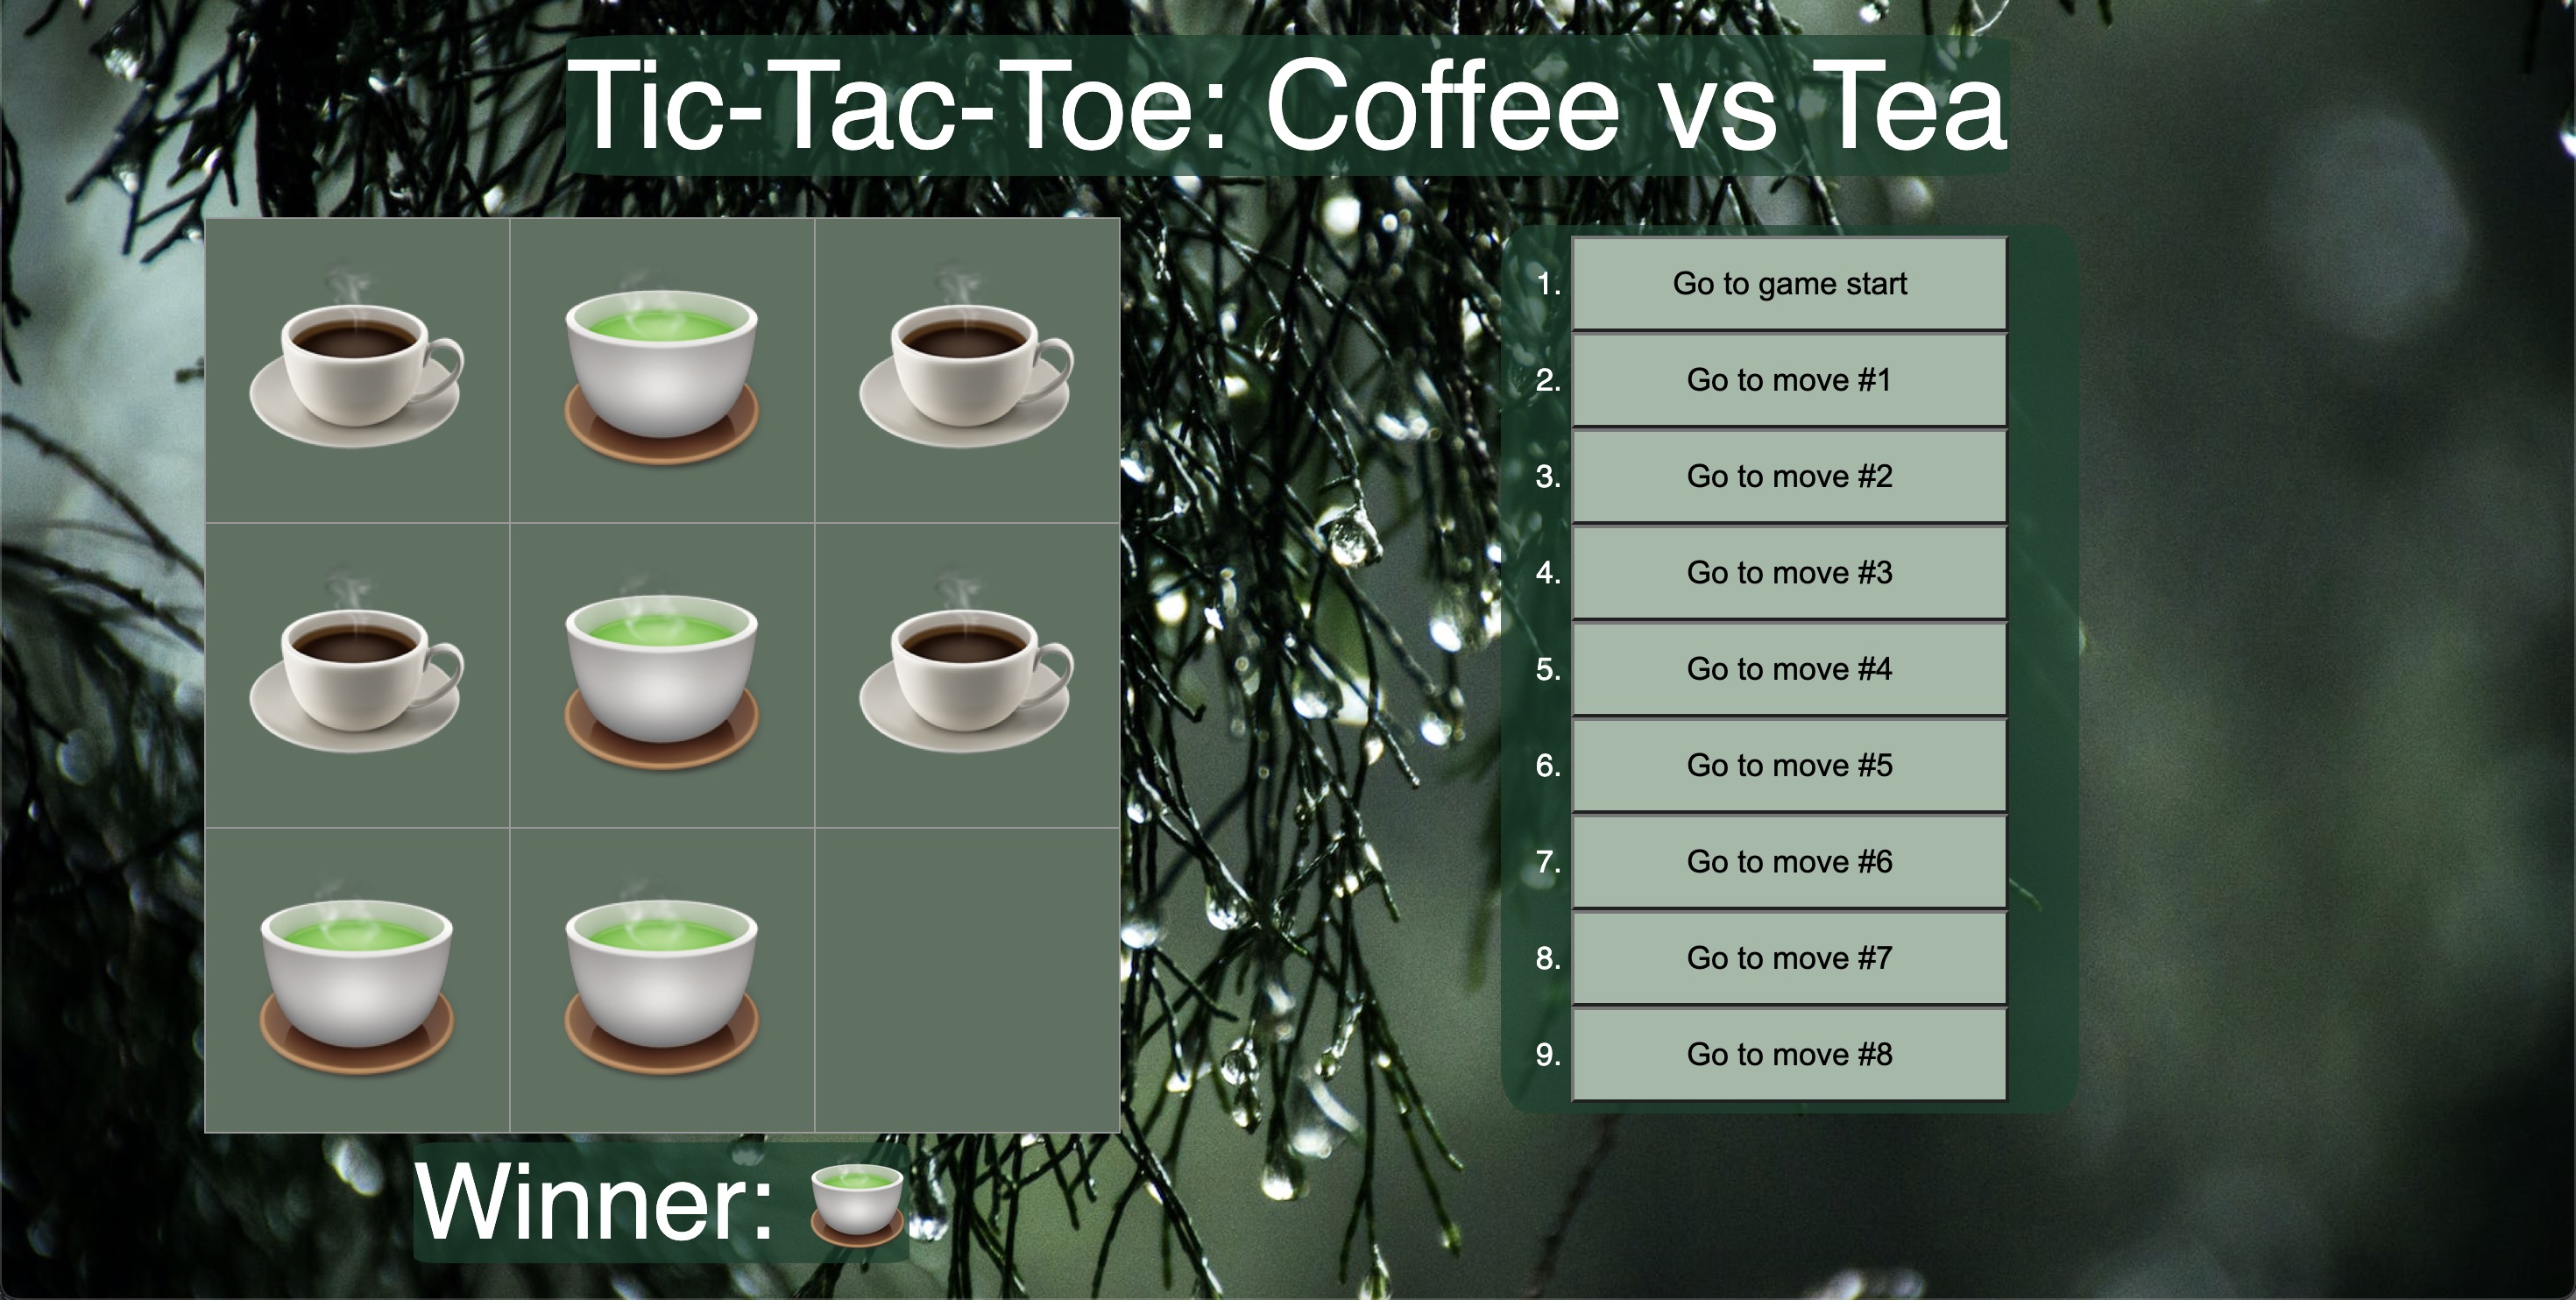 Tic-Tac-Toe: Coffee vs Tea
1. Go to game start
2. Go to move #1
3. Go to move #2
4. Go to move #3
5. Go to move #4
6. Go to move #5
7. Go to move #6
8. Go to move #7
9. Go to move #8
Winner: 🍵